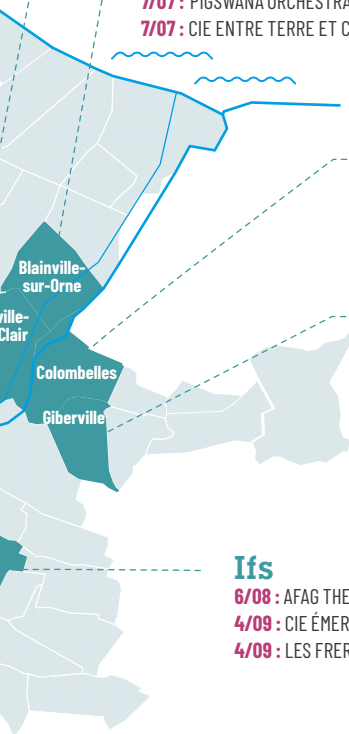 7/07 : PIGSWANA ORCHESTRA
7/07 : CIE ENTRE TERRE ET C
Blainville-
sur-Orne
ville-
Clair
Colombelles
Giberville
Ifs
6/08 : AFAG THE
4/09 : CIE ÉMER
4/09 : LES FRER